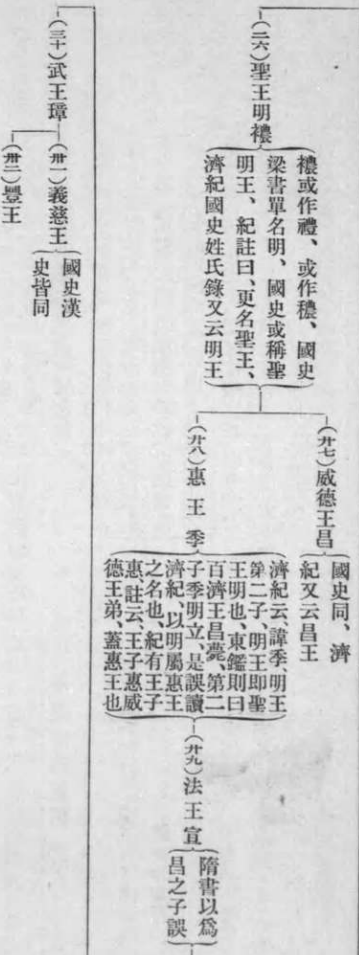 （二六）聖王明襛
襛或作禮、或作穠、國史
梁書單名明、國史或稱聖
明王、紀註曰、更名聖王、
濟紀國史姓氏錄又云明王
（廿七）威德王昌
國史同、濟
紀又云昌王
（廿八）惠王季
濟紀云、諱季、明王
第二子、明王卽聖
王明也、東鑑則曰
百濟王昌薨、第二
子季明立、是誤讀
濟紀、以明屬惠王
之名也、紀有王子
惠註云、王子惠威
德王弟、蓋惠王也
（廿九）法王宣
隋書以爲
昌之子誤
（三十）武王璋
（卅一）義慈王
國史漢
史皆同
（卅二）豐王